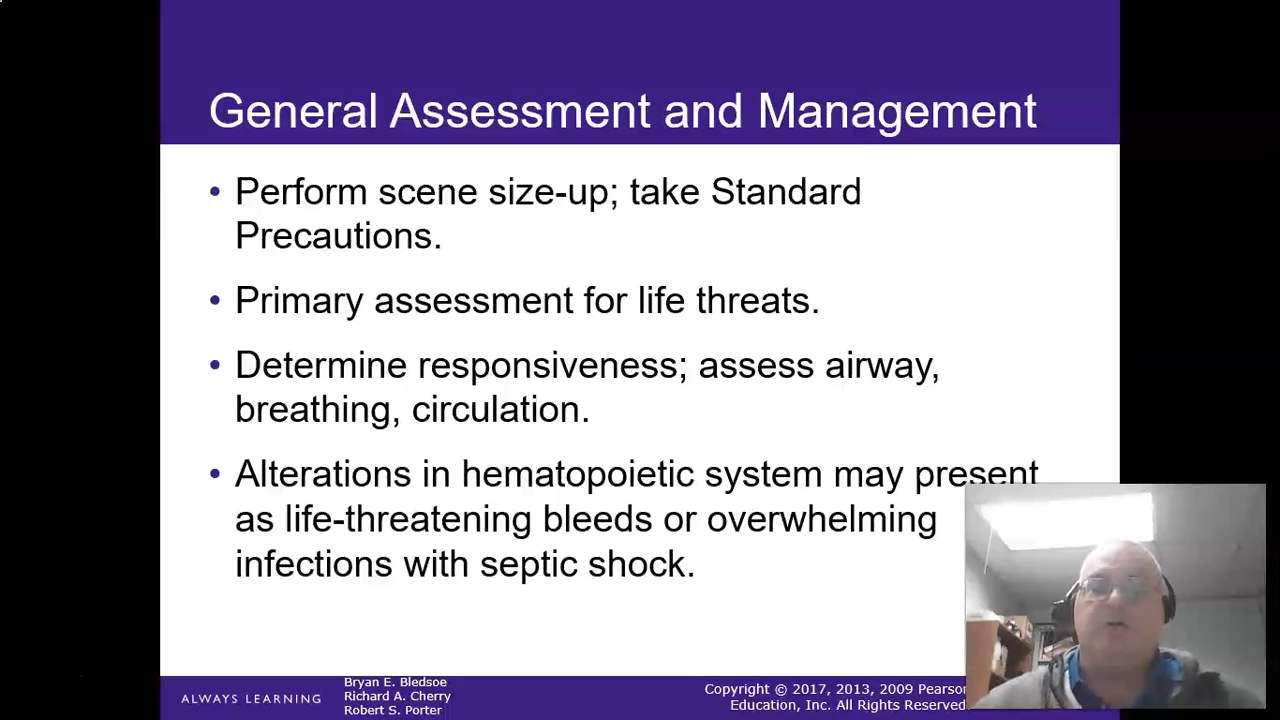 General Assessment and Management
• Perform scene size-up; take Standard
Precautions.
• Primary assessment for life threats.
• Determine responsiveness; assess airway,
breathing, circulation.
• Alterations in hematopoietic system may present
as life-threatening bleeds or overwhelming
infections with septic shock.
ALWAYS LEARNING
Bryan E. Bledsoe
Richard A. Cherry
Robert S. Porter
Copyright © 2017, 2013, 2009 Pearson
Education, Inc. All Rights Reserved.